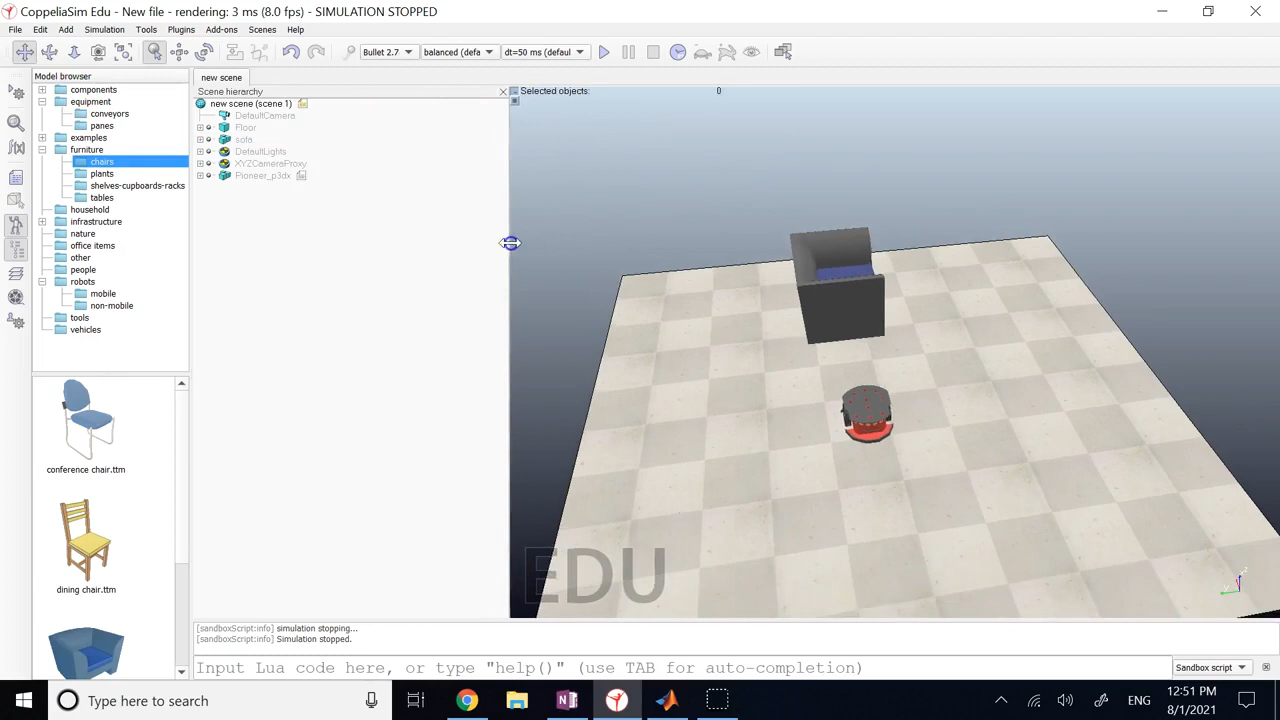 CoppeliaSim Edu - New file - rendering: 3 ms (8.0 fps) - SIMULATION STOPPED
File Edit Add Simulation Tools Plugins Add-ons Scenes Help
Bullet 2.7 balanced (defa dt=50 ms (defaul
Model browser
components
equipment
conveyors
panes
examples
furniture
chairs
plants
shelves-cupboards-racks
tables
household
infrastructure
nature
office items
other
people
robots
mobile
non-mobile
tools
vehicles
conference chair.ttm
dining chair.ttm
new scene
Scene hierarchy
new scene (scene 1)
DefaultCamera
Floor
sofa
DefaultLights
XYZCameraProxy
Pioneer_p3dx
Selected objects: 0
EDU
[sandboxScript:info] simulation stopping...
[sandboxScript:info] Simulation stopped.
Input Lua code here, or type "help()" (use TAB for auto-completion)
Sandbox script
Type here to search
ENG
12:51 PM
8/1/2021